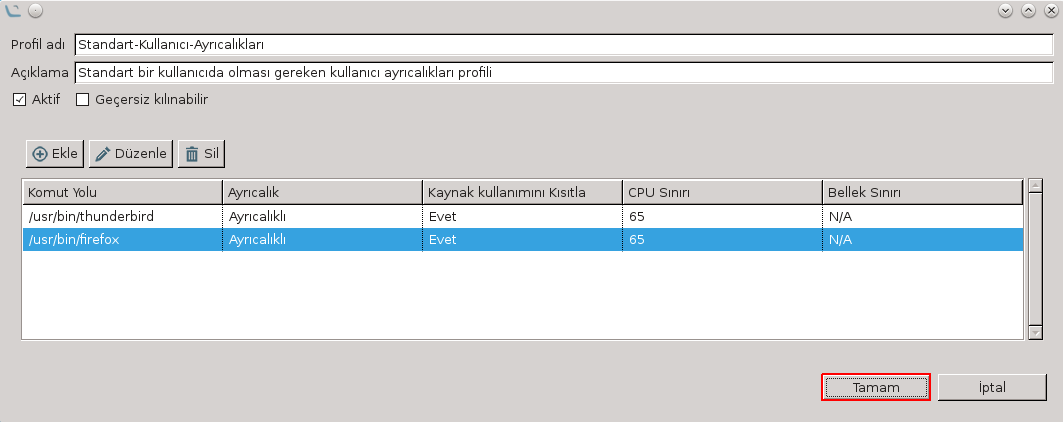 Profil adı Standart-Kullanıcı-Ayrıcalıkları
Açıklama Standart bir kullanıcıda olması gereken kullanıcı ayrıcalıkları profili
Aktif Geçersiz kılınabilir
Ekle Düzenle Sil
Komut Yolu Ayrıcalık Kaynak kullanımını Kısıtla CPU Sınırı Bellek Sınırı
/usr/bin/thunderbird Ayrıcalıklı Evet 65 N/A
/usr/bin/firefox Ayrıcalıklı Evet 65 N/A
Tamam İptal